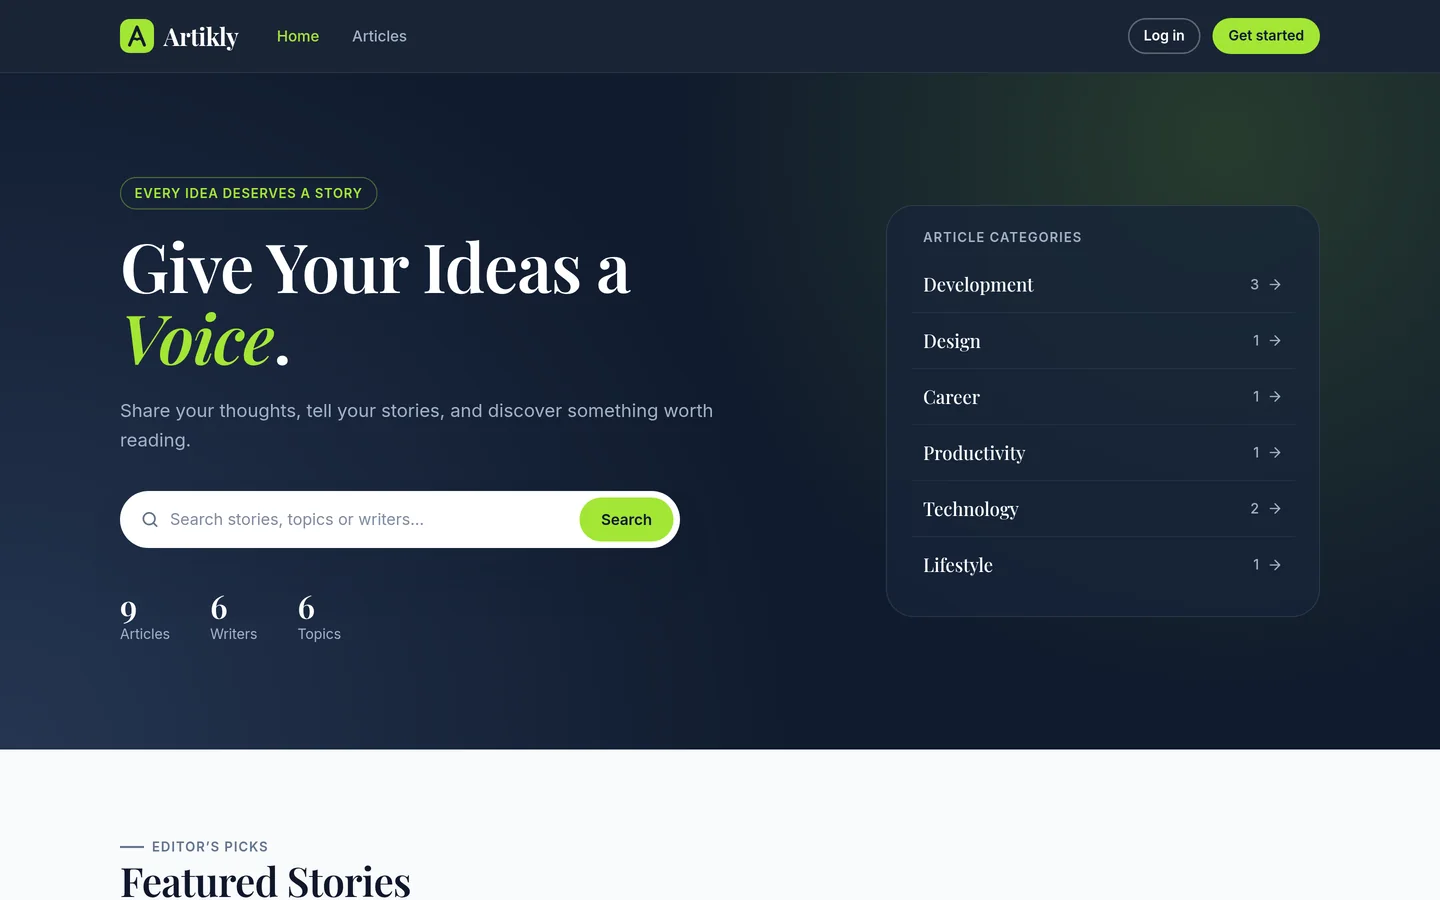 Artikly
Home
Articles
Log in
Get started
EVERY IDEA DESERVES A STORY
Give Your Ideas a
Voice.
Share your thoughts, tell your stories, and discover something worth
reading.
Search stories, topics or writers...
Search
9
Articles
6
Writers
6
Topics
ARTICLE CATEGORIES
Development 3 →
Design 1 →
Career 1 →
Productivity 1 →
Technology 2 →
Lifestyle 1 →
EDITOR’S PICKS
Featured Stories